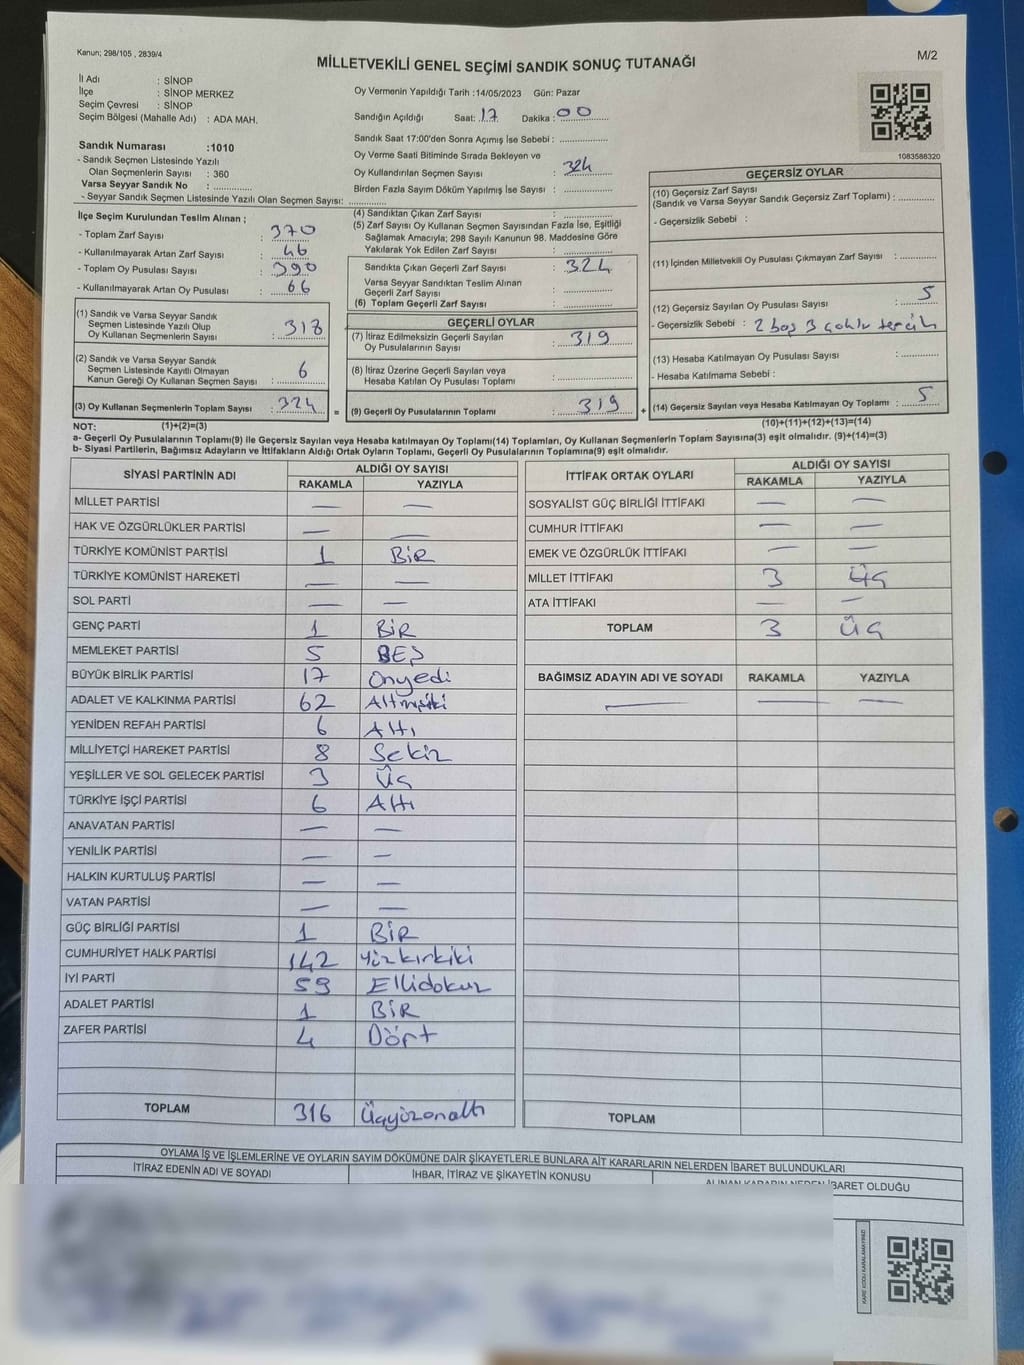 Kanun; 298/105 , 2839/4
M/2
MİLLETVEKİLİ GENEL SEÇİMİ SANDIK SONUÇ TUTANAĞI
İl Adı : SİNOP
İlçe : SİNOP MERKEZ
Seçim Çevresi : SİNOP
Seçim Bölgesi (Mahalle Adı) : ADA MAH.
Oy Vermenin Yapıldığı Tarih :14/05/2023 Gün: Pazar
Sandığın Açıldığı Saat: 17 Dakika : 00
Sandık Saat 17:00'den Sonra Açımış İse Sebebi :
Oy Verme Saati Bitiminde Sırada Bekleyen ve
Oy Kullandırılan Seçmen Sayısı : 324
Birden Fazla Sayım Döküm Yapılmış İse Sayısı :
1083586320
Sandık Numarası :1010
- Sandık Seçmen Listesinde Yazılı
Olan Seçmenlerin Sayısı : 360
Varsa Seyyar Sandık No :
- Seyyar Sandık Seçmen Listesinde Yazılı Olan Seçmen Sayısı:
İlçe Seçim Kurulundan Teslim Alınan ;
- Toplam Zarf Sayısı : 370
- Kullanılmayarak Artan Zarf Sayısı : 46
- Toplam Oy Pusulası Sayısı : 390
- Kullanılmayarak Artan Oy Pusulası : 66
(4) Sandıktan Çıkan Zarf Sayısı :
(5) Zarf Sayısı Oy Kullanan Seçmen Sayısından Fazla İse, Eşitliği
Sağlamak Amacıyla; 298 Sayılı Kanunun 98. Maddesine Göre
Yakılarak Yok Edilen Zarf Sayısı :
Sandıkta Çıkan Geçerli Zarf Sayısı : 324
Varsa Seyyar Sandıktan Teslim Alınan
Geçerli Zarf Sayısı :
(6) Toplam Geçerli Zarf Sayısı :
GEÇERSİZ OYLAR
(10) Geçersiz Zarf Sayısı
(Sandık ve Varsa Seyyar Sandık Geçersiz Zarf Toplamı) :
- Geçersizlik Sebebi :
(11) İçinden Milletvekili Oy Pusulası Çıkmayan Zarf Sayısı :
(12) Geçersiz Sayılan Oy Pusulası Sayısı : 5
- Geçersizlik Sebebi : 2 boş 3 çoklu tercih
(13) Hesaba Katılmayan Oy Pusulası Sayısı :
- Hesaba Katılmama Sebebi :
(14) Geçersiz Sayılan veya Hesaba Katılmayan Oy Toplamı : 5
(10)+(11)+(12)+(13)=(14)
(1) Sandık ve Varsa Seyyar Sandık
Seçmen Listesinde Yazılı Olup
Oy Kullanan Seçmenlerin Sayısı : 318
(2) Sandık ve Varsa Seyyar Sandık
Seçmen Listesinde Kayıtlı Olmayan
Kanun Gereği Oy Kullanan Seçmen Sayısı : 6
(3) Oy Kullanan Seçmenlerin Toplam Sayısı : 324 =
GEÇERLİ OYLAR
(7) İtiraz Edilmeksizin Geçerli Sayılan
Oy Pusulalarının Sayısı : 319
(8) İtiraz Üzerine Geçerli Sayılan veya
Hesaba Katılan Oy Pusulası Toplamı :
(9) Geçerli Oy Pusulalarının Toplamı : 319 +
NOT: (1)+(2)=(3)
a- Geçerli Oy Pusulalarının Toplamı(9) ile Geçersiz Sayılan veya Hesaba katılmayan Oy Toplamı(14) Toplamları, Oy Kullanan Seçmenlerin Toplam Sayısına(3) eşit olmalıdır. (9)+(14)=(3)
b- Siyasi Partilerin, Bağımsız Adayların ve İttifakların Aldığı Ortak Oyların Toplamı, Geçerli Oy Pusulalarının Toplamına(9) eşit olmalıdır.
SİYASİ PARTİNİN ADI ALDIĞI OY SAYISI
RAKAMLA YAZIYLA
MİLLET PARTİSİ — —
HAK VE ÖZGÜRLÜKLER PARTİSİ — —
TÜRKİYE KOMÜNİST PARTİSİ 1 BİR
TÜRKİYE KOMÜNİST HAREKETİ — —
SOL PARTİ — —
GENÇ PARTİ 1 BİR
MEMLEKET PARTİSİ 5 BEŞ
BÜYÜK BİRLİK PARTİSİ 17 Onyedi
ADALET VE KALKINMA PARTİSİ 62 Altmışiki
YENİDEN REFAH PARTİSİ 6 Altı
MİLLİYETÇİ HAREKET PARTİSİ 8 Sekiz
YEŞİLLER VE SOL GELECEK PARTİSİ 3 Üç
TÜRKİYE İŞÇİ PARTİSİ 6 Altı
ANAVATAN PARTİSİ — —
YENİLİK PARTİSİ — —
HALKIN KURTULUŞ PARTİSİ — —
VATAN PARTİSİ — —
GÜÇ BİRLİĞİ PARTİSİ 1 BİR
CUMHURİYET HALK PARTİSİ 142 Yüzkırkiki
İYİ PARTİ 59 Ellidokuz
ADALET PARTİSİ 1 BİR
ZAFER PARTİSİ 4 Dört
TOPLAM 316 Üçyüzonaltı
İTTİFAK ORTAK OYLARI ALDIĞI OY SAYISI
RAKAMLA YAZIYLA
SOSYALİST GÜÇ BİRLİĞİ İTTİFAKI — —
CUMHUR İTTİFAKI — —
EMEK VE ÖZGÜRLÜK İTTİFAKI — —
MİLLET İTTİFAKI 3 Üç
ATA İTTİFAKI — —
TOPLAM 3 Üç
BAĞIMSIZ ADAYIN ADI VE SOYADI RAKAMLA YAZIYLA
— — —
TOPLAM
OYLAMA İŞ VE İŞLEMLERİNE VE OYLARIN SAYIM DÖKÜMÜNE DAİR ŞİKAYETLERLE BUNLARA AİT KARARLARIN NELERDEN İBARET BULUNDUKLARI
İTİRAZ EDENİN ADI VE SOYADI İHBAR, İTİRAZ VE ŞİKAYETİN KONUSU ALINAN KARARIN NEDEN İBARET OLDUĞU
KARE KODU KARALAMAYINIZ!